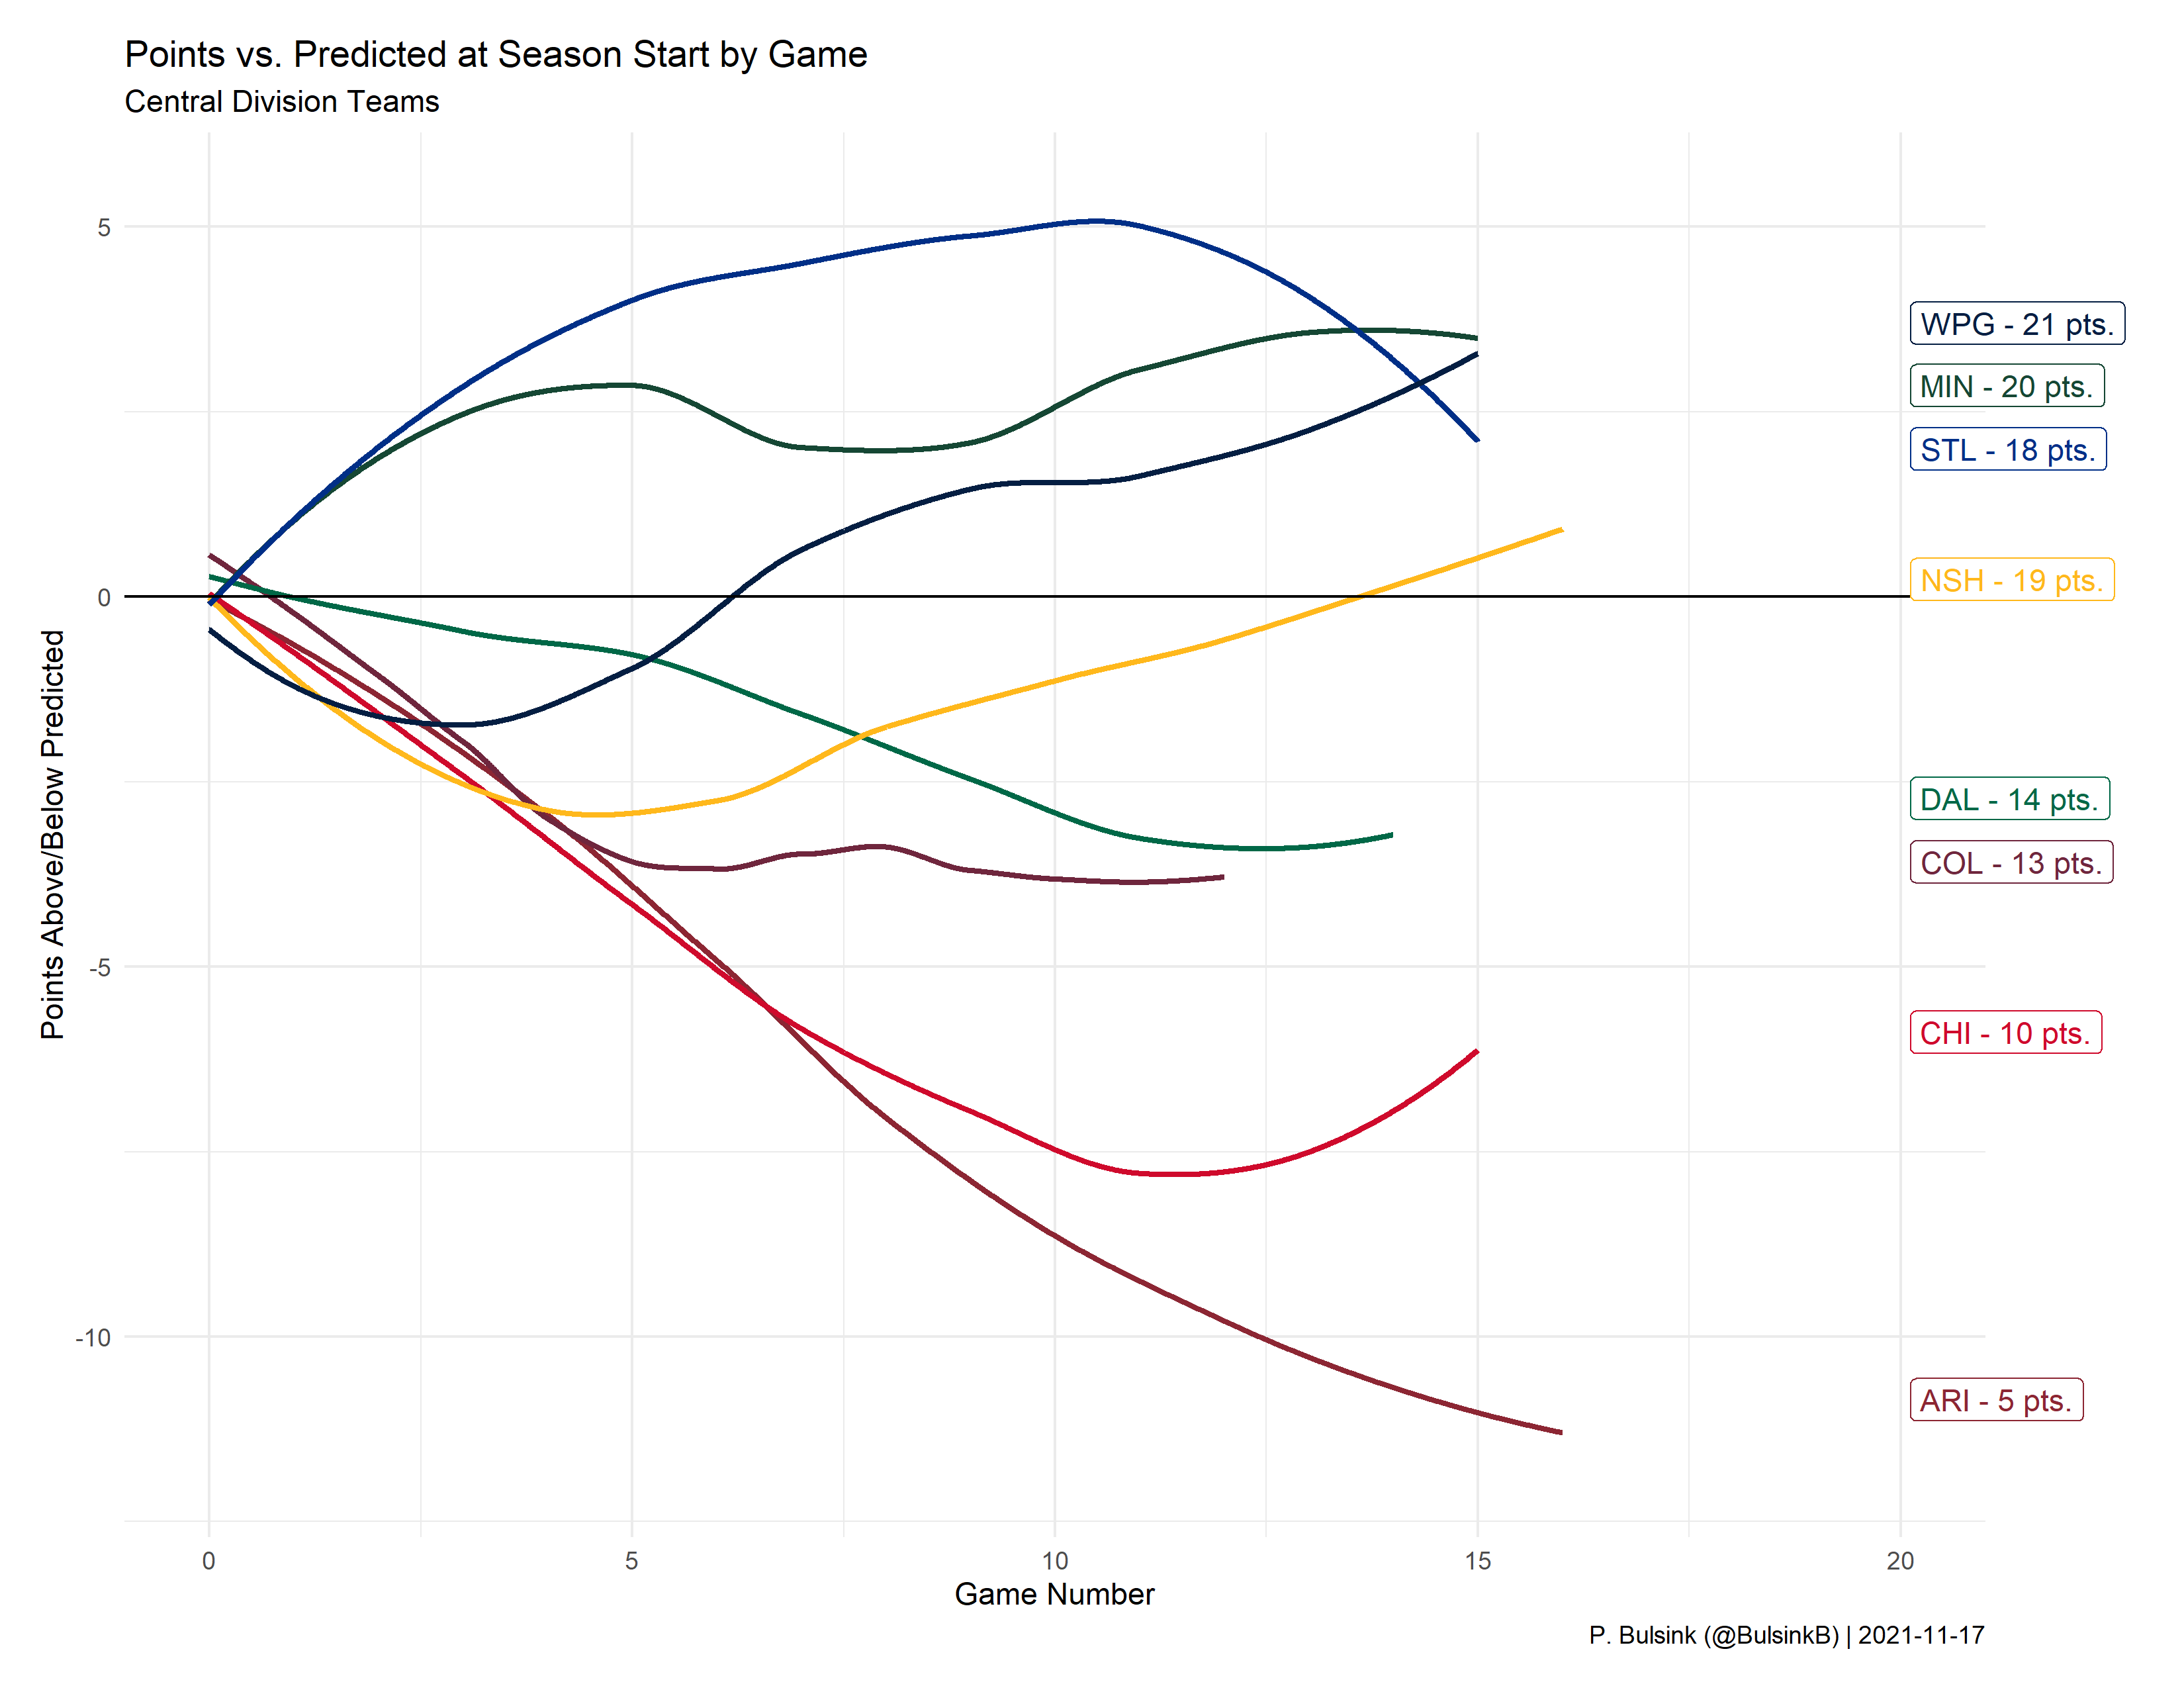 Points vs. Predicted at Season Start by Game
Central Division Teams
Points Above/Below Predicted
5
0
-5
-10
WPG - 21 pts.
MIN - 20 pts.
STL - 18 pts.
NSH - 19 pts.
DAL - 14 pts.
COL - 13 pts.
CHI - 10 pts.
ARI - 5 pts.
0 5 10 15 20
Game Number
P. Bulsink (@BulsinkB) | 2021-11-17